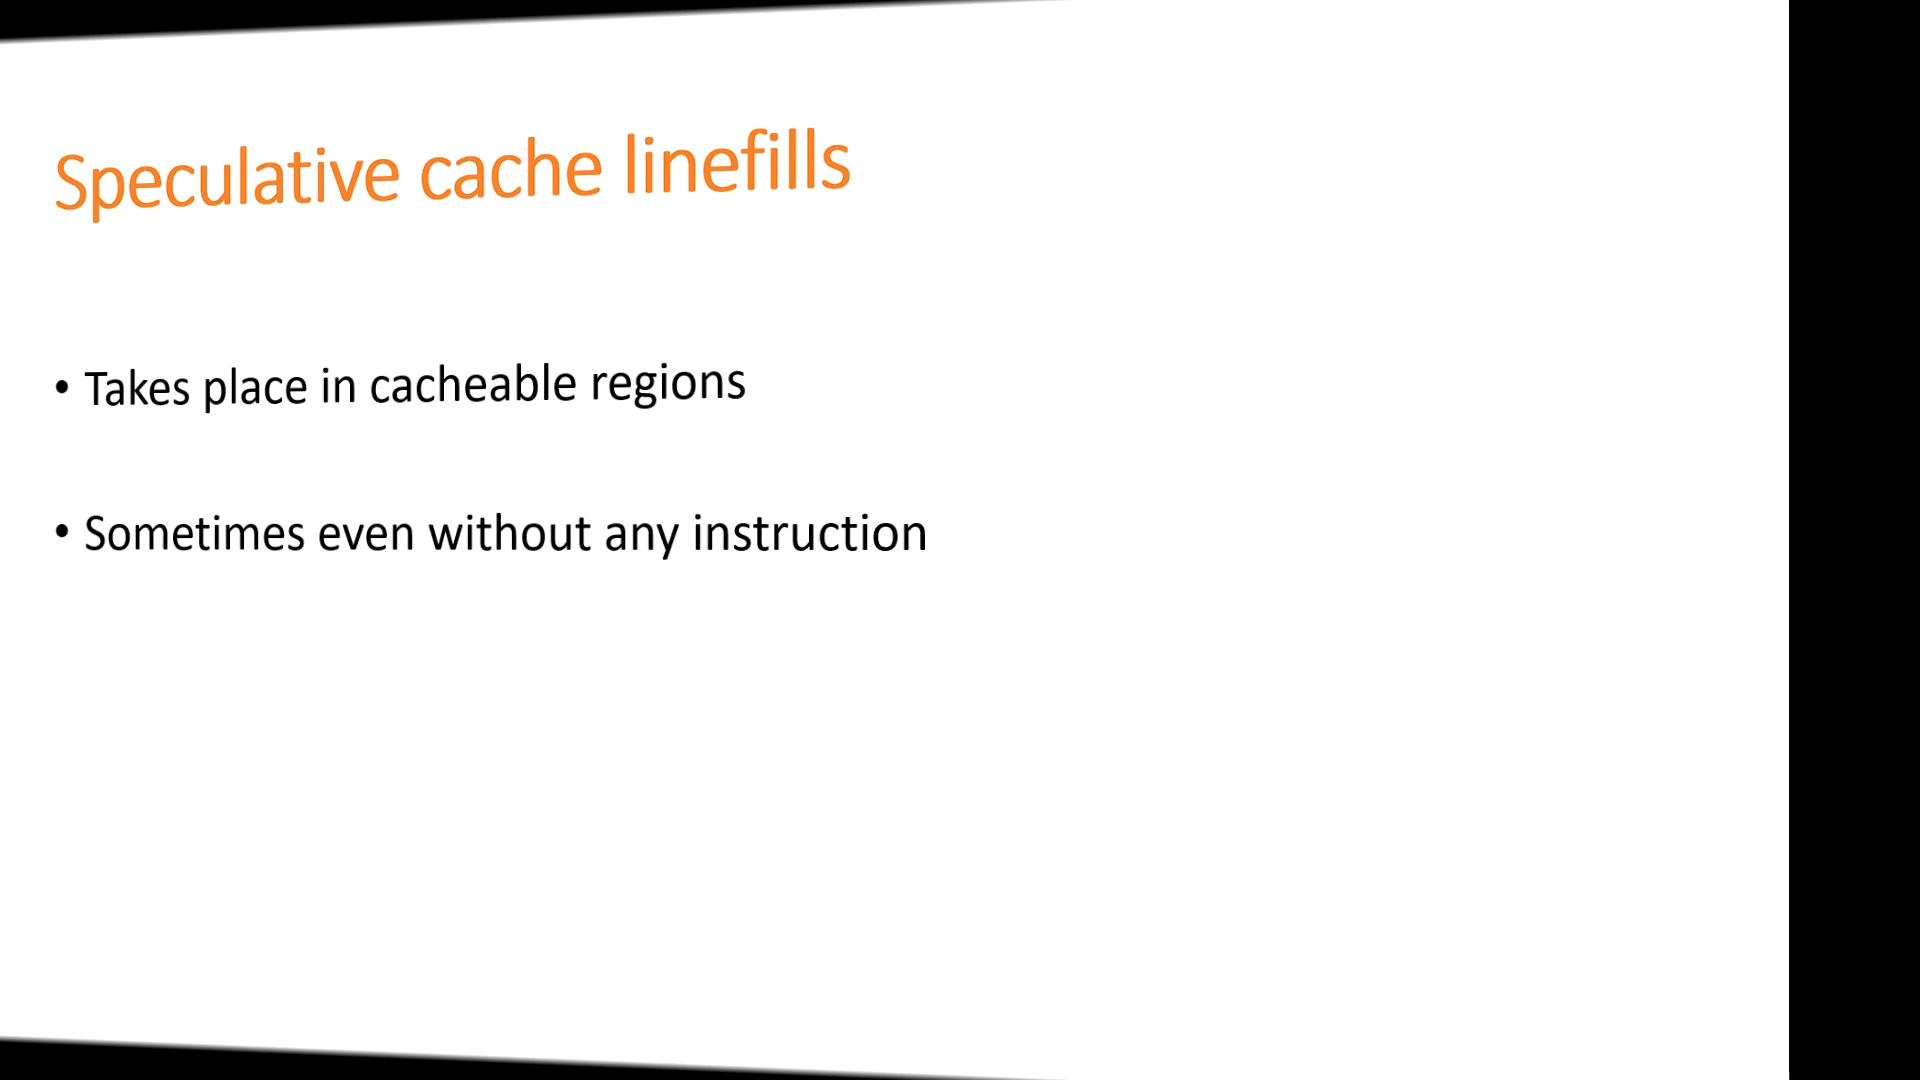 Speculative cache linefills
• Takes place in cacheable regions
• Sometimes even without any instruction